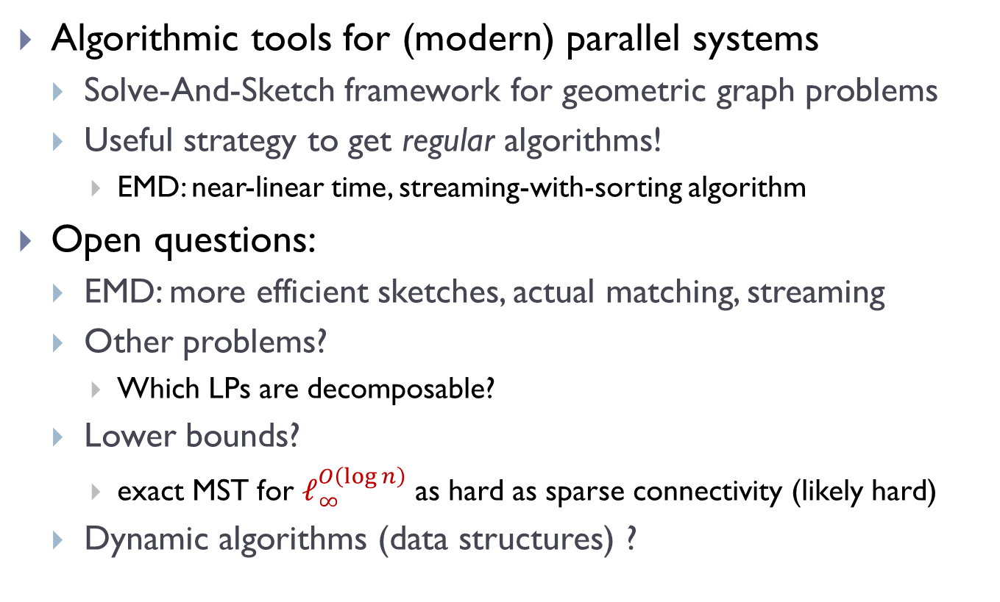 Algorithmic tools for (modern) parallel systems
Solve-And-Sketch framework for geometric graph problems
Useful strategy to get regular algorithms!
EMD: near-linear time, streaming-with-sorting algorithm
Open questions:
EMD: more efficient sketches, actual matching, streaming
Other problems?
Which LPs are decomposable?
Lower bounds?
exact MST for ℓ_∞^{O(log n)} as hard as sparse connectivity (likely hard)
Dynamic algorithms (data structures) ?